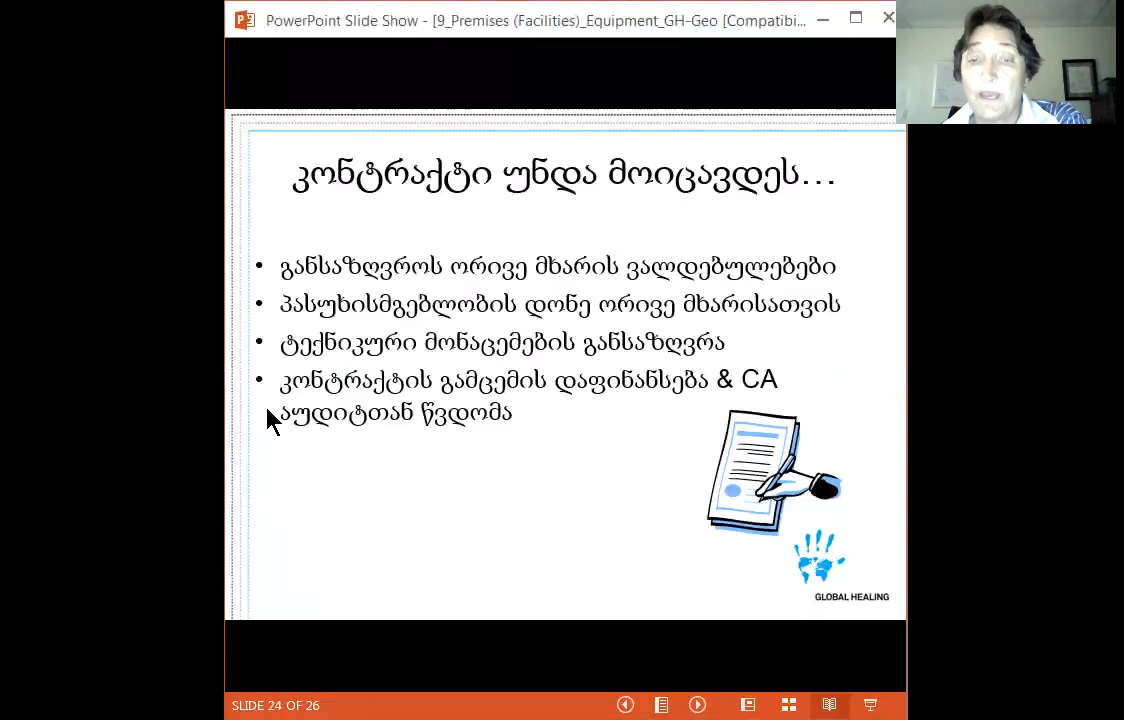 PowerPoint Slide Show - [9_Premises (Facilities)_Equipment_GH-Geo [Compatibi...
კონტრაქტი უნდა მოიცავდეს...
• განსაზღვროს ორივე მხარის ვალდებულებები
• პასუხისმგებლობის დონე ორივე მხარისათვის
• ტექნიკური მონაცემების განსაზღვრა
• კონტრაქტის გამცემის დაფინანსება & CA
აუდიტთან წვდომა
GLOBAL HEALING
SLIDE 24 OF 26